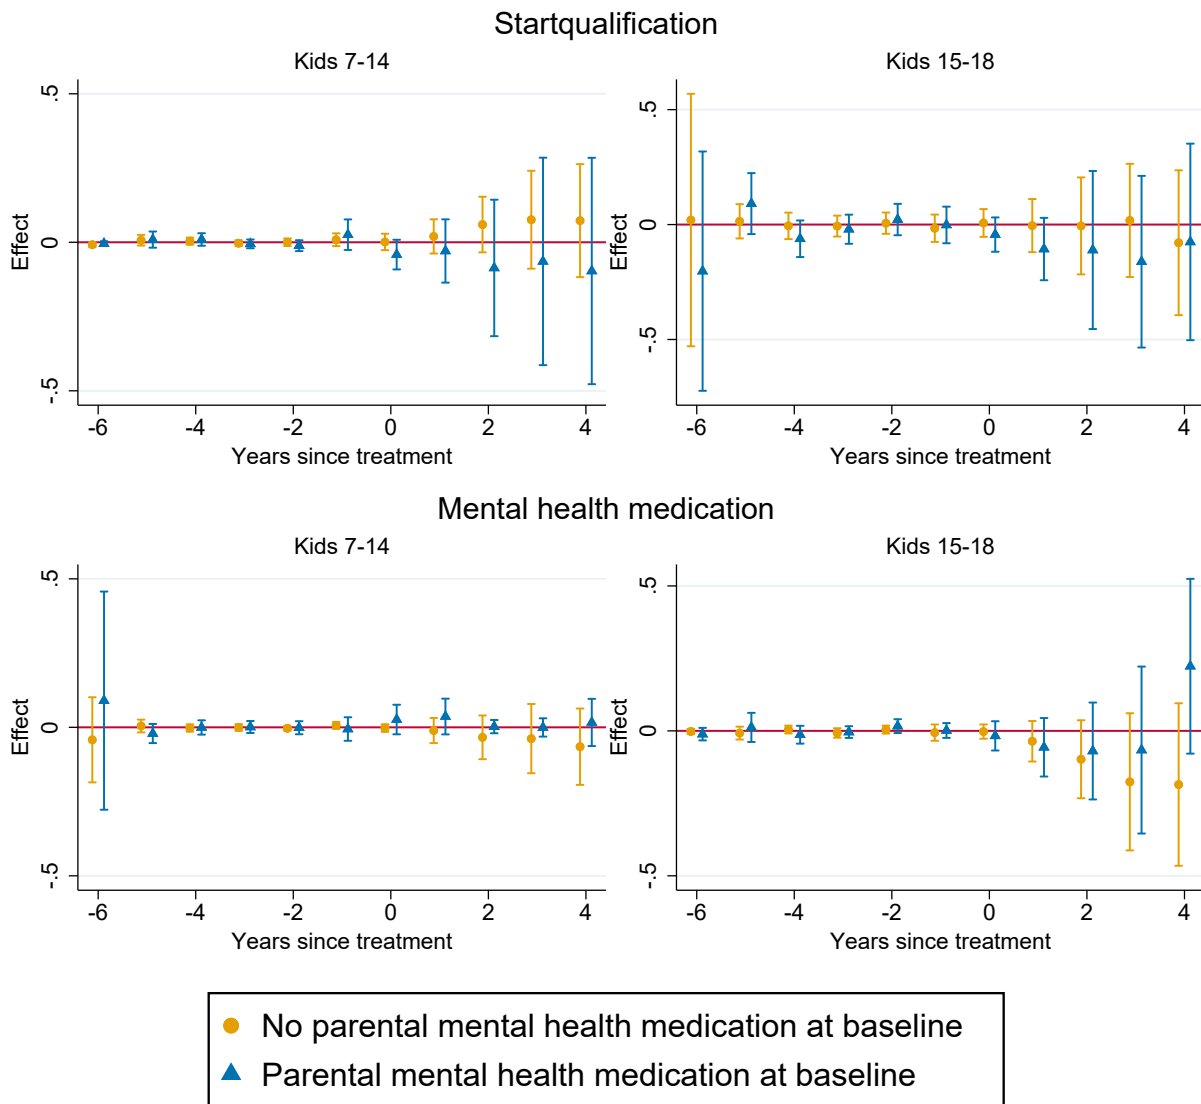 Startqualification
Kids 7-14
Kids 15-18
Effect
.5
0
-.5
-6
-4
-2
0
2
4
Years since treatment
Effect
.5
0
-.5
-6
-4
-2
0
2
4
Years since treatment
Mental health medication
Kids 7-14
Kids 15-18
Effect
.5
0
-.5
-6
-4
-2
0
2
4
Years since treatment
Effect
.5
0
-.5
-6
-4
-2
0
2
4
Years since treatment
No parental mental health medication at baseline
Parental mental health medication at baseline